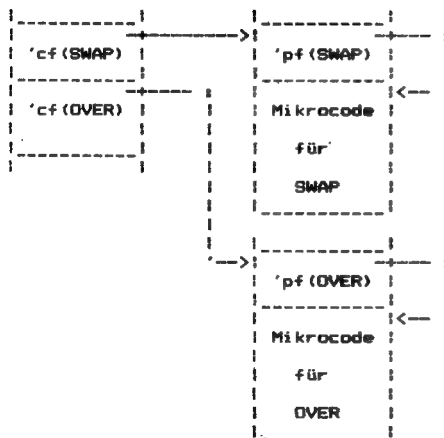 'cf(SWAP)
'cf(OVER)
'pf(SWAP)
Mikrocode
für
SWAP
'pf(OVER)
Mikrocode
für
OVER